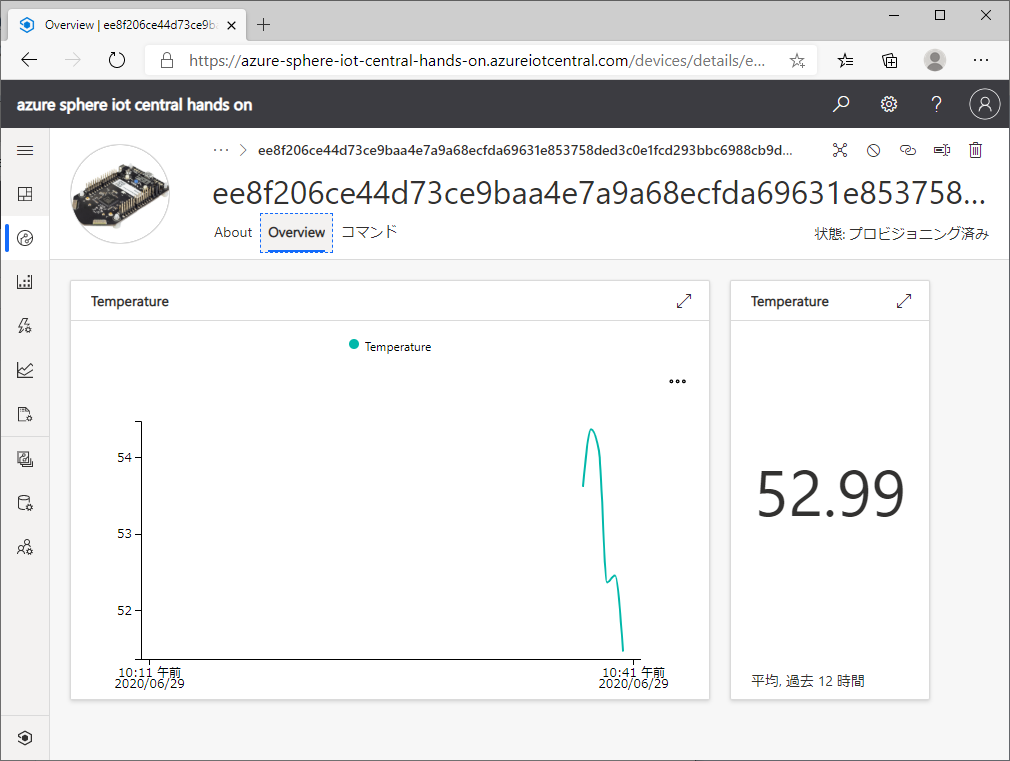 Overview | ee8f206ce44d73ce9b
https://azure-sphere-iot-central-hands-on.azureiotcentral.com/devices/details/e...
azure sphere iot central hands on
ee8f206ce44d73ce9baa4e7a9a68ecfda69631e853758ded3c0e1fcd293bbc6988cb9d...
ee8f206ce44d73ce9baa4e7a9a68ecfda69631e853758...
About Overview コマンド
状態: プロビジョニング済み
Temperature
Temperature
54
53
52
10:11 午前
2020/06/29
10:41 午前
2020/06/29
Temperature
52.99
平均, 過去 12 時間